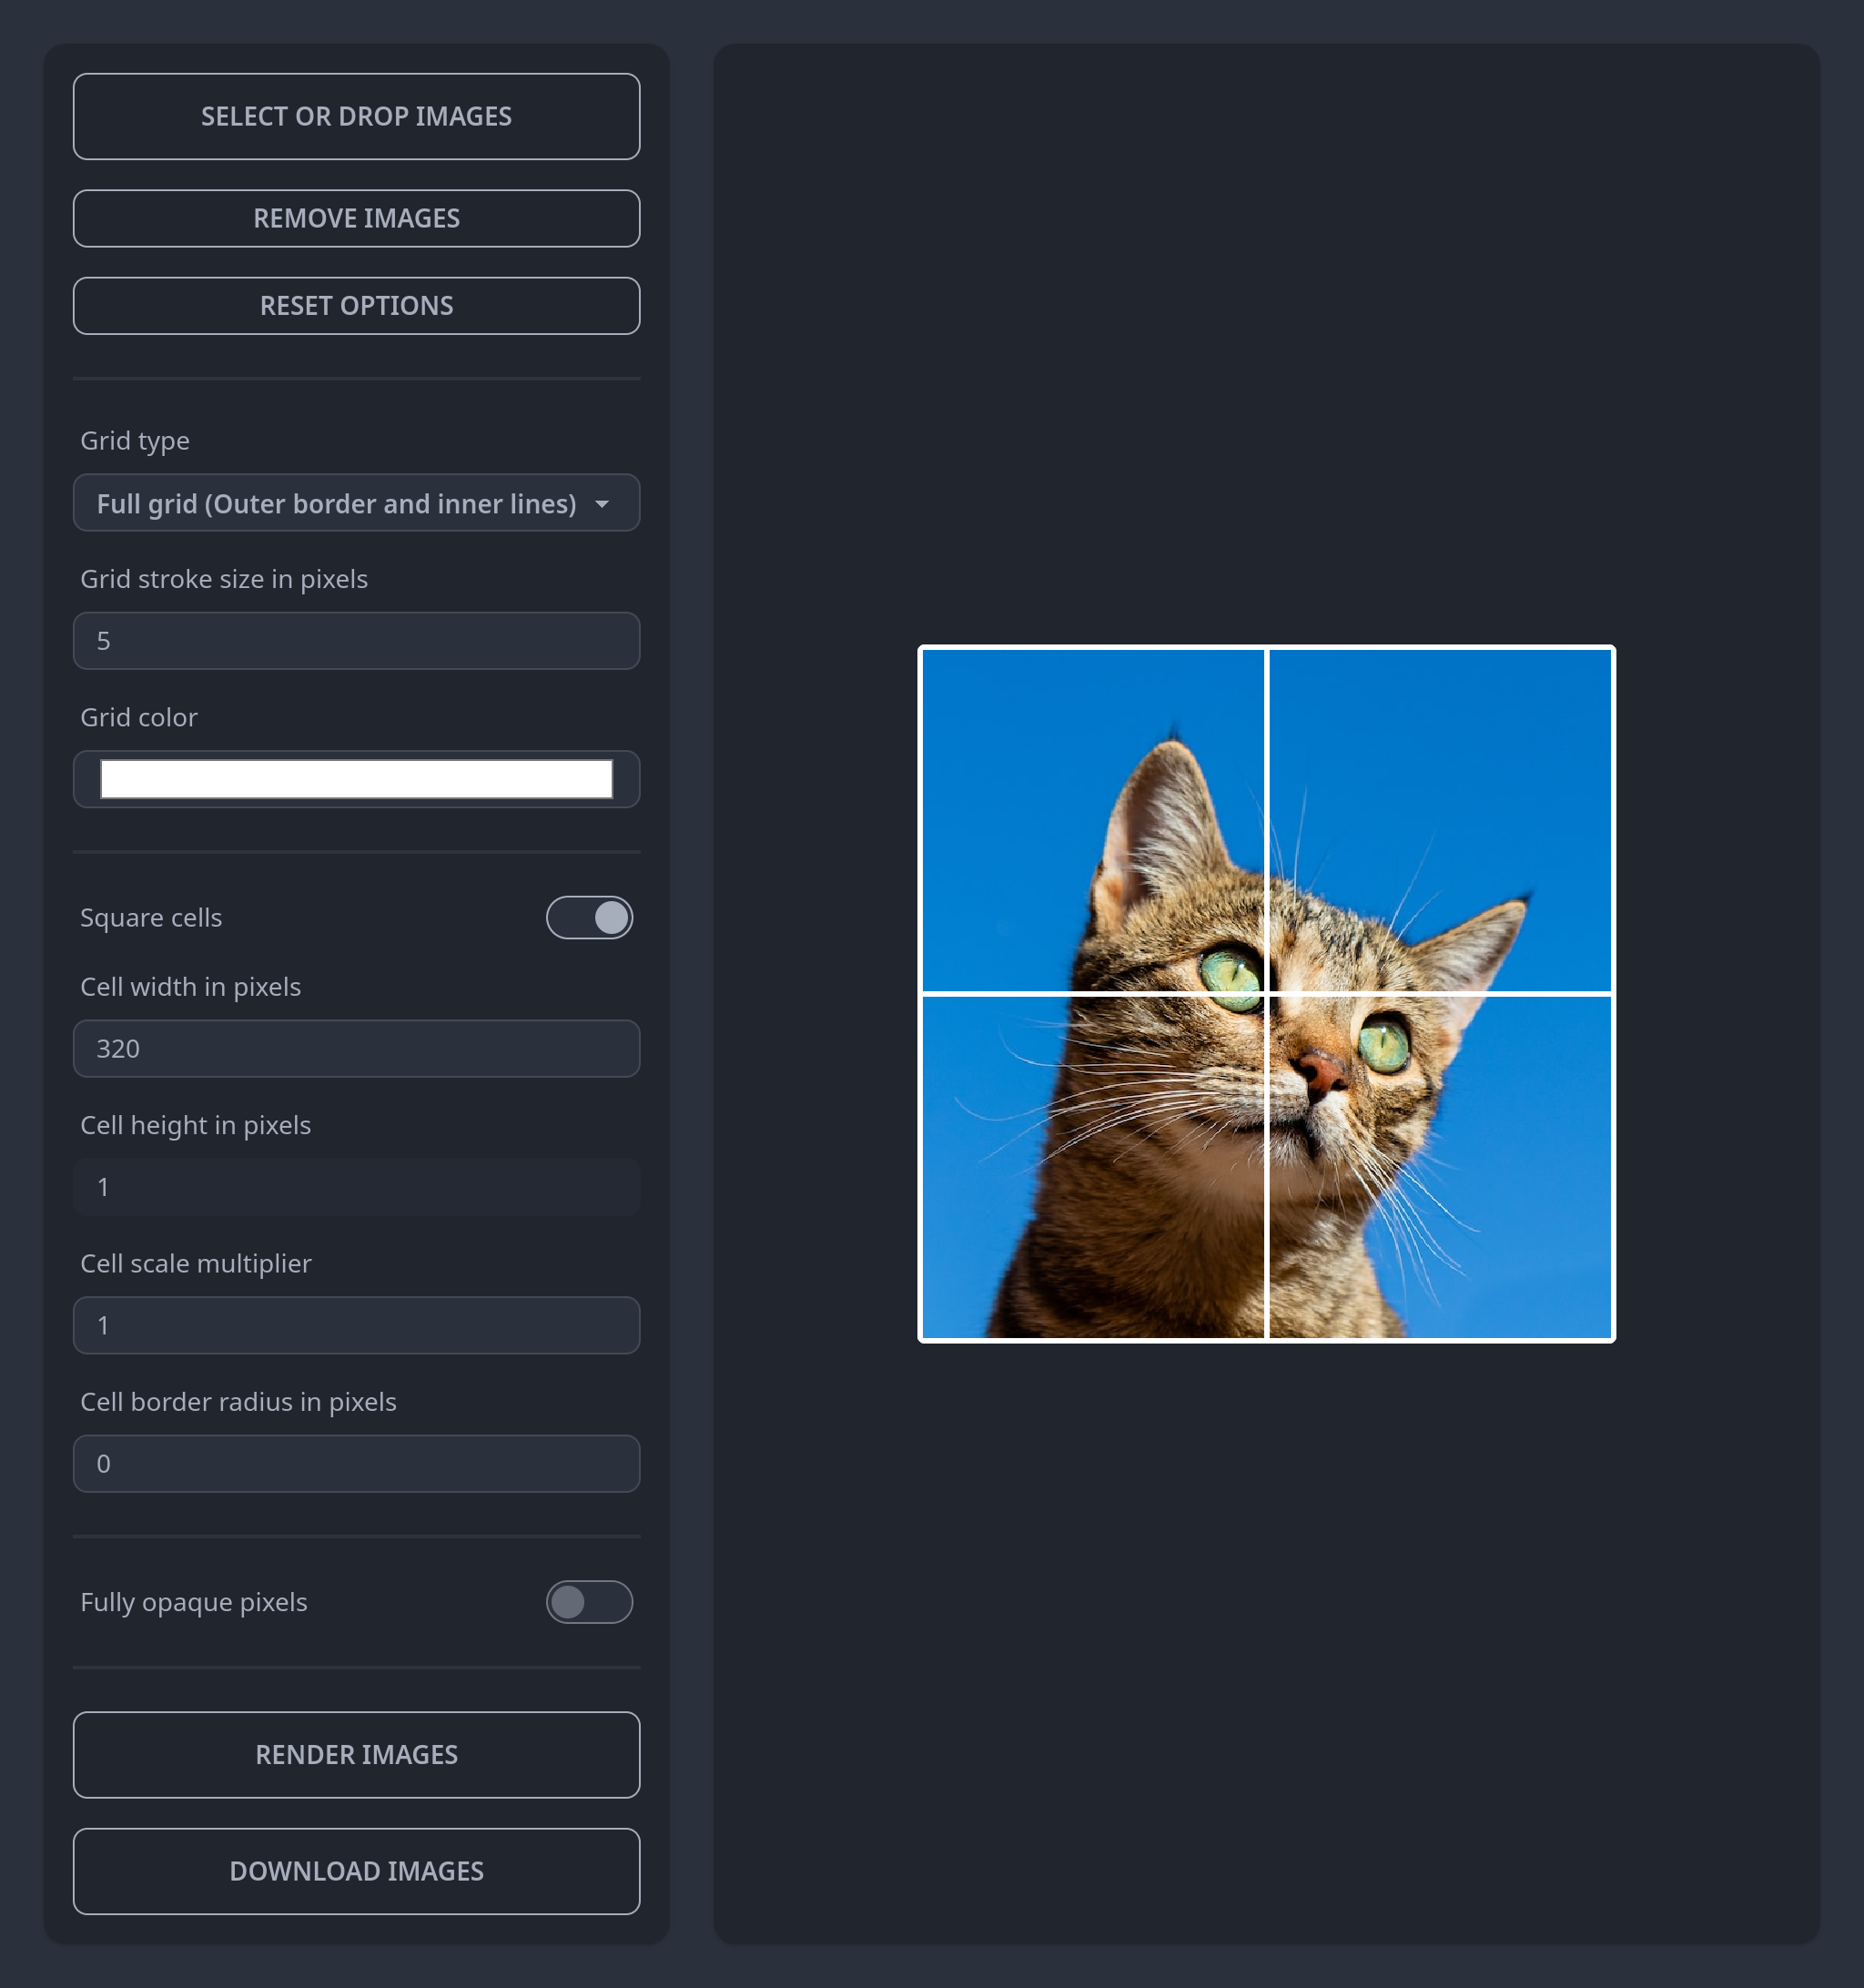 SELECT OR DROP IMAGES
REMOVE IMAGES
RESET OPTIONS
Grid type
Full grid (Outer border and inner lines)
Grid stroke size in pixels
5
Grid color
Square cells
Cell width in pixels
320
Cell height in pixels
1
Cell scale multiplier
1
Cell border radius in pixels
0
Fully opaque pixels
RENDER IMAGES
DOWNLOAD IMAGES